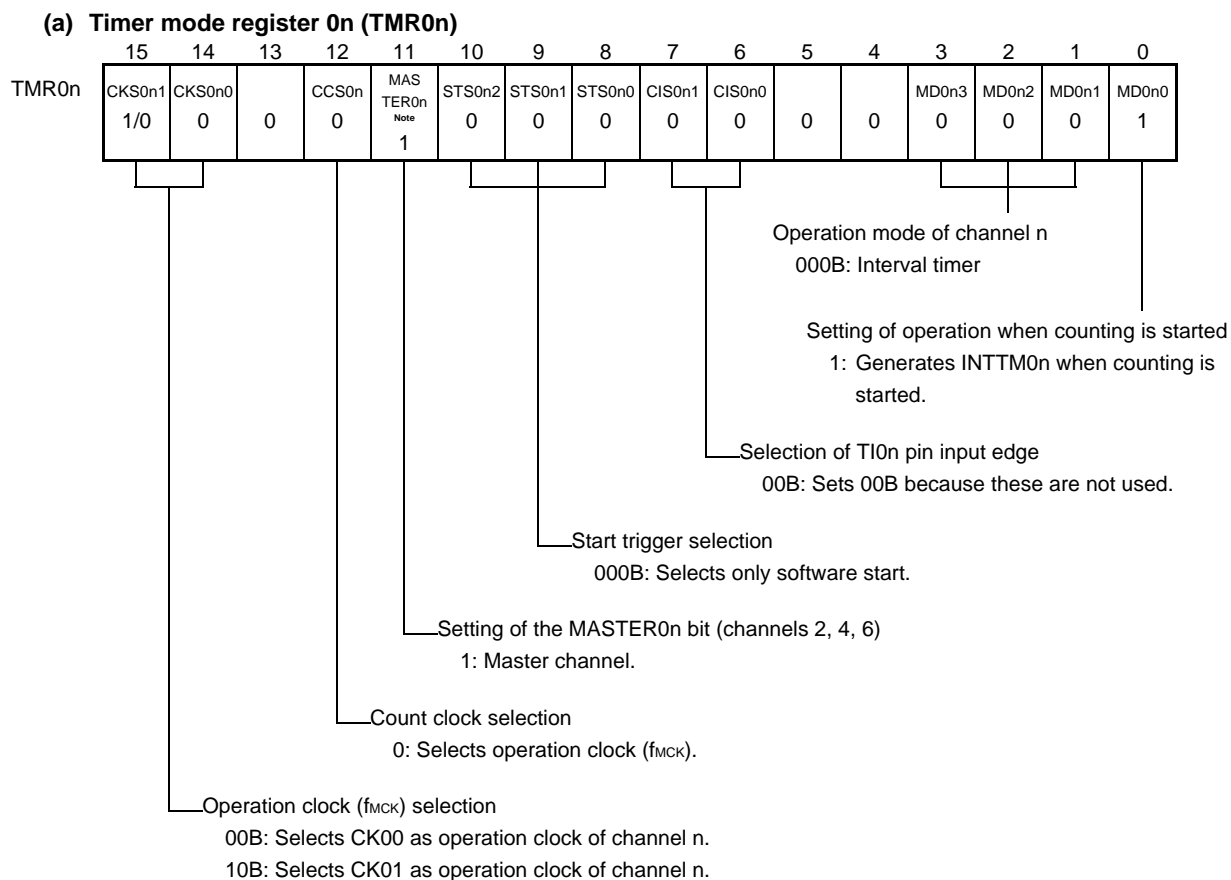 (a) Timer mode register 0n (TMR0n)
15 14 13 12 11 10 9 8 7 6 5 4 3 2 1 0
TMR0n CKS0n1 CKS0n0 CCS0n MAS TER0n Note STS0n2 STS0n1 STS0n0 CIS0n1 CIS0n0 MD0n3 MD0n2 MD0n1 MD0n0
1/0 0 0 0 1 0 0 0 0 0 0 0 0 0 0 1
Operation mode of channel n
000B: Interval timer
Setting of operation when counting is started
1: Generates INTTM0n when counting is
started.
Selection of TI0n pin input edge
00B: Sets 00B because these are not used.
Start trigger selection
000B: Selects only software start.
Setting of the MASTER0n bit (channels 2, 4, 6)
1: Master channel.
Count clock selection
0: Selects operation clock (fMCK).
Operation clock (fMCK) selection
00B: Selects CK00 as operation clock of channel n.
10B: Selects CK01 as operation clock of channel n.